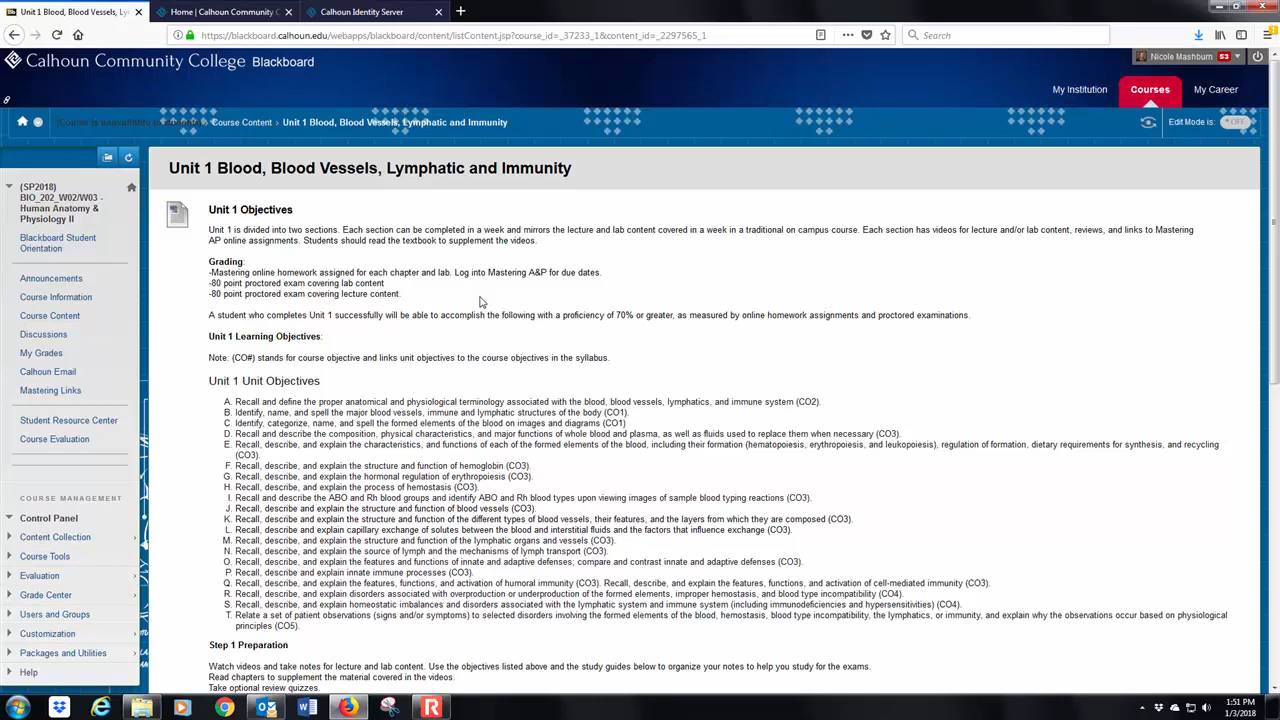 Unit 1 Blood, Blood Vessels, Ly
Home | Calhoun Community C
Calhoun Identity Server
https://blackboard.calhoun.edu/webapps/blackboard/content/listContent.jsp?course_id=_37233_1&content_id=_2297565_1
Search
Calhoun Community College Blackboard
Nicole Mashburn 53
My Institution
Courses
My Career
(Course is unavailable to students)
Course Content
Unit 1 Blood, Blood Vessels, Lymphatic and Immunity
Edit Mode is:
OFF
(SP2018)
BIO_202_W02/W03 -
Human Anatomy &
Physiology II
Blackboard Student
Orientation
Announcements
Course Information
Course Content
Discussions
My Grades
Calhoun Email
Mastering Links
Student Resource Center
Course Evaluation
COURSE MANAGEMENT
Control Panel
Content Collection
Course Tools
Evaluation
Grade Center
Users and Groups
Customization
Packages and Utilities
Help
Unit 1 Blood, Blood Vessels, Lymphatic and Immunity
Unit 1 Objectives
Unit 1 is divided into two sections. Each section can be completed in a week and mirrors the lecture and lab content covered in a week in a traditional on campus course. Each section has videos for lecture and/or lab content, reviews, and links to Mastering
AP online assignments. Students should read the textbook to supplement the videos.
Grading:
-Mastering online homework assigned for each chapter and lab. Log into Mastering A&P for due dates.
-80 point proctored exam covering lab content
-80 point proctored exam covering lecture content.
A student who completes Unit 1 successfully will be able to accomplish the following with a proficiency of 70% or greater, as measured by online homework assignments and proctored examinations.
Unit 1 Learning Objectives:
Note: (CO#) stands for course objective and links unit objectives to the course objectives in the syllabus.
Unit 1 Unit Objectives
A. Recall and define the proper anatomical and physiological terminology associated with the blood, blood vessels, lymphatics, and immune system (CO2).
B. Identify, name, and spell the major blood vessels, immune and lymphatic structures of the body (CO1).
C. Identify, categorize, name, and spell the formed elements of the blood on images and diagrams (CO1)
D. Recall and describe the composition, physical characteristics, and major functions of whole blood and plasma, as well as fluids used to replace them when necessary (CO3).
E. Recall, describe, and explain the characteristics, and functions of each of the formed elements of the blood, including their formation (hematopoiesis, erythropoiesis, and leukopoiesis), regulation of formation, dietary requirements for synthesis, and recycling
(CO3).
F. Recall, describe, and explain the structure and function of hemoglobin (CO3).
G. Recall, describe, and explain the hormonal regulation of erythropoiesis (CO3).
H. Recall, describe, and explain the process of hemostasis (CO3).
I. Recall and describe the ABO and Rh blood groups and identify ABO and Rh blood types upon viewing images of sample blood typing reactions (CO3).
J. Recall, describe, and explain the structure and function of blood vessels (CO3).
K. Recall, describe, and explain the structure and function of the different types of blood vessels, their features, and the layers from which they are composed (CO3).
L. Recall, describe, and explain capillary exchange of solutes between the blood and interstitial fluids and the factors that influence exchange (CO3).
M. Recall, describe, and explain the structure and function of the lymphatic organs and vessels (CO3).
N. Recall, describe, and explain the source of lymph and the mechanisms of lymph transport (CO3).
O. Recall, describe, and explain the features and functions of innate and adaptive defenses; compare and contrast innate and adaptive defenses (CO3).
P. Recall, describe, and explain innate immune processes (CO3).
Q. Recall, describe, and explain the features, functions, and activation of humoral immunity (CO3). Recall, describe, and explain the features, functions, and activation of cell-mediated immunity (CO3).
R. Recall, describe, and explain disorders associated with overproduction or underproduction of the formed elements, improper hemostasis, and blood type incompatibility (CO4).
S. Recall, describe, and explain homeostatic imbalances and disorders associated with the lymphatic system and immune system (including immunodeficiencies and hypersensitivities) (CO4).
T. Relate a set of patient observations (signs and/or symptoms) to selected disorders involving the formed elements of the blood, hemostasis, blood type incompatibility, the lymphatics, or immunity, and explain why the observations occur based on physiological
principles (CO5).
Step 1 Preparation
Watch videos and take notes for lecture and lab content. Use the objectives listed above and the study guides below to organize your notes to help you study for the exams.
Read chapters to supplement the material covered in the videos.
Take optional review quizzes.
1:51 PM
1/3/2018